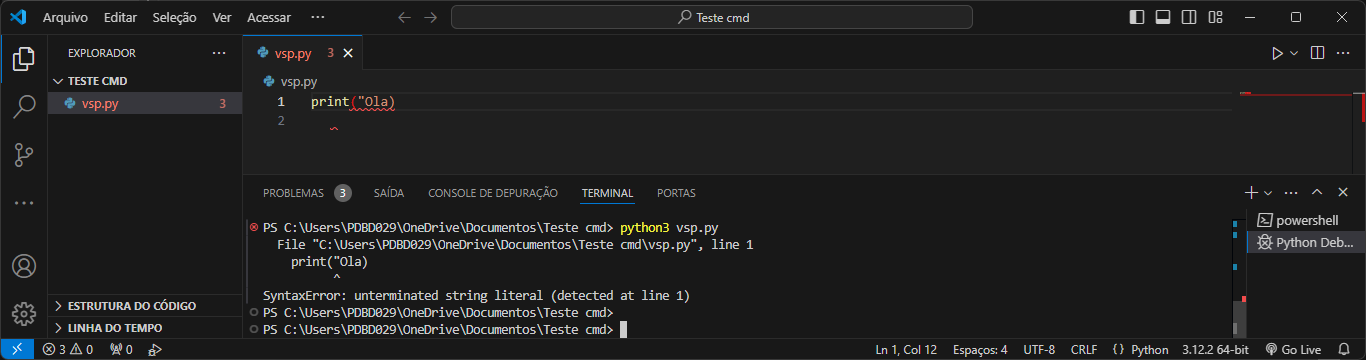 Arquivo Editar Seleção Ver Acessar ···
Teste cmd
EXPLORADOR ···
vsp.py 3
TESTE CMD
vsp.py 3
vsp.py
1 print("Ola)
2
PROBLEMAS 3 SAÍDA CONSOLE DE DEPURAÇÃO TERMINAL PORTAS
PS C:\Users\PDBD029\OneDrive\Documentos\Teste cmd> python3 vsp.py
File "C:\Users\PDBD029\OneDrive\Documentos\Teste cmd\vsp.py", line 1
print("Ola)
^
SyntaxError: unterminated string literal (detected at line 1)
PS C:\Users\PDBD029\OneDrive\Documentos\Teste cmd>
PS C:\Users\PDBD029\OneDrive\Documentos\Teste cmd>
powershell
Python Deb...
ESTRUTURA DO CÓDIGO
LINHA DO TEMPO
3 0 0 Ln 1, Col 12 Espaços: 4 UTF-8 CRLF { } Python 3.12.2 64-bit Go Live